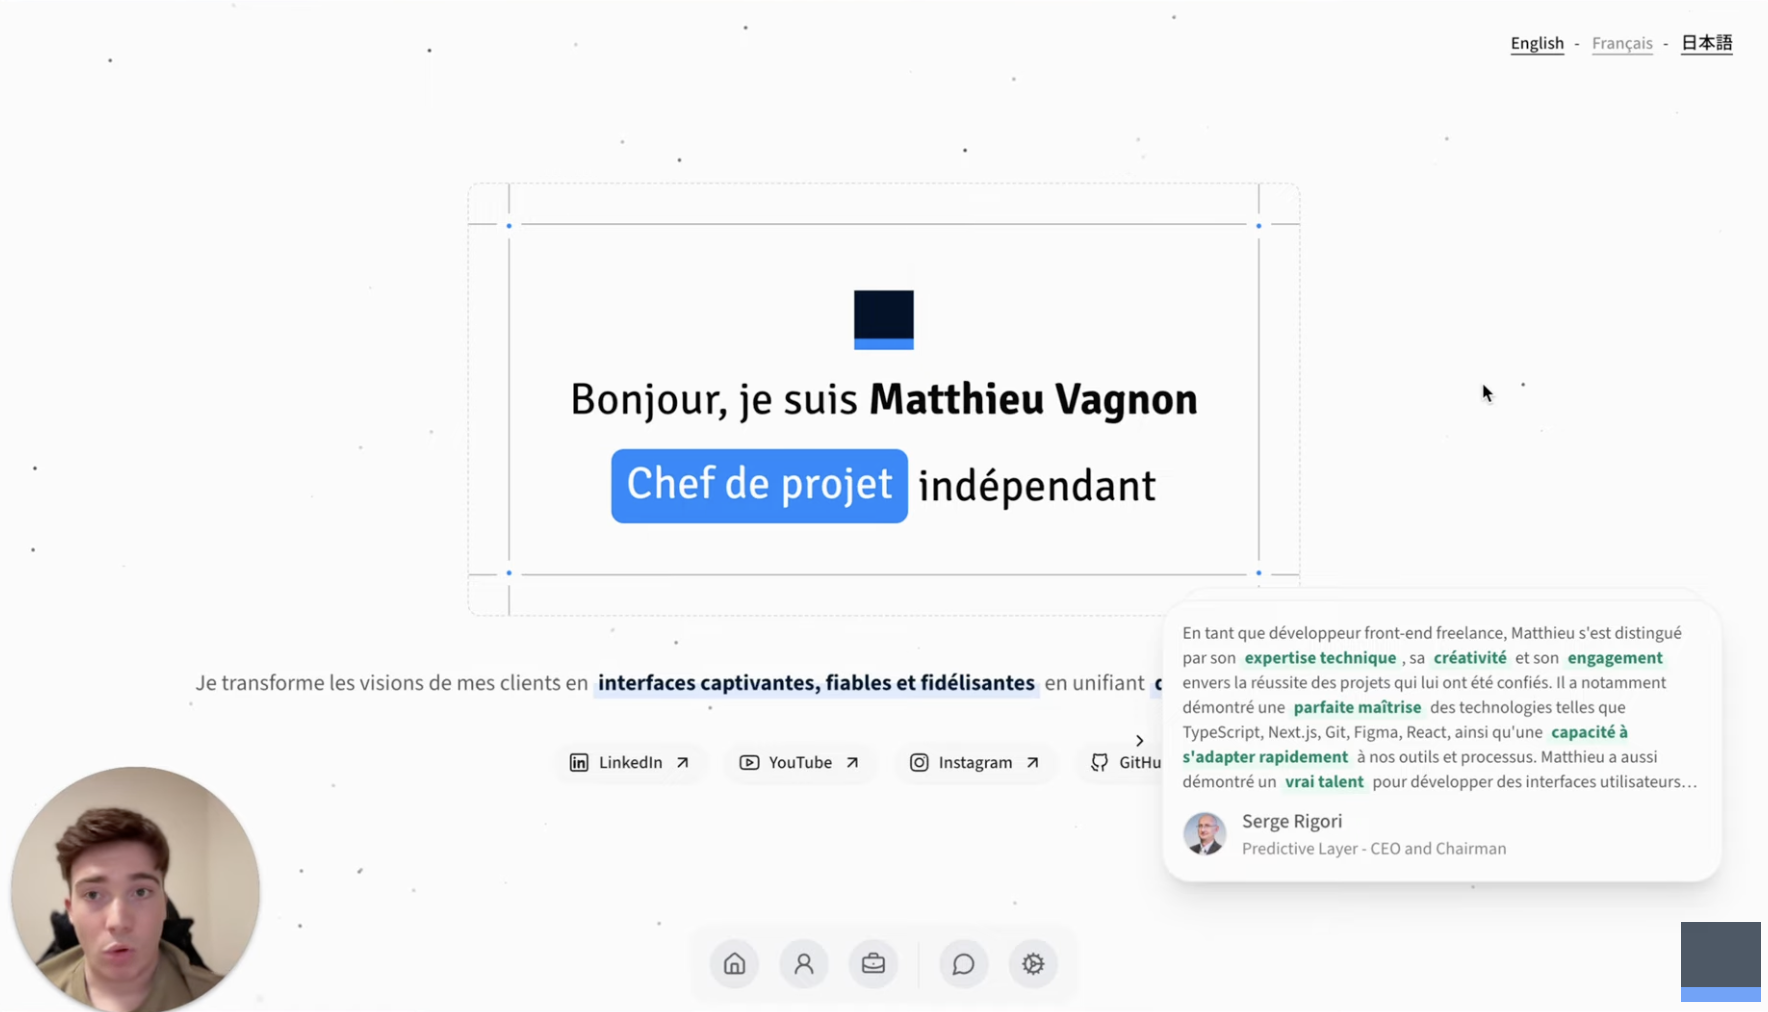 English - Français - 日本語
Bonjour, je suis Matthieu Vagnon
Chef de projet indépendant
Je transforme les visions de mes clients en interfaces captivantes, fiables et fidélisantes en unifiant
LinkedIn
YouTube
Instagram
GitHu
En tant que développeur front-end freelance, Matthieu s'est distingué
par son expertise technique , sa créativité et son engagement
envers la réussite des projets qui lui ont été confiés. Il a notamment
démontré une parfaite maîtrise des technologies telles que
TypeScript, Next.js, Git, Figma, React, ainsi qu'une capacité à
s'adapter rapidement à nos outils et processus. Matthieu a aussi
démontré un vrai talent pour développer des interfaces utilisateurs…
Serge Rigori
Predictive Layer - CEO and Chairman